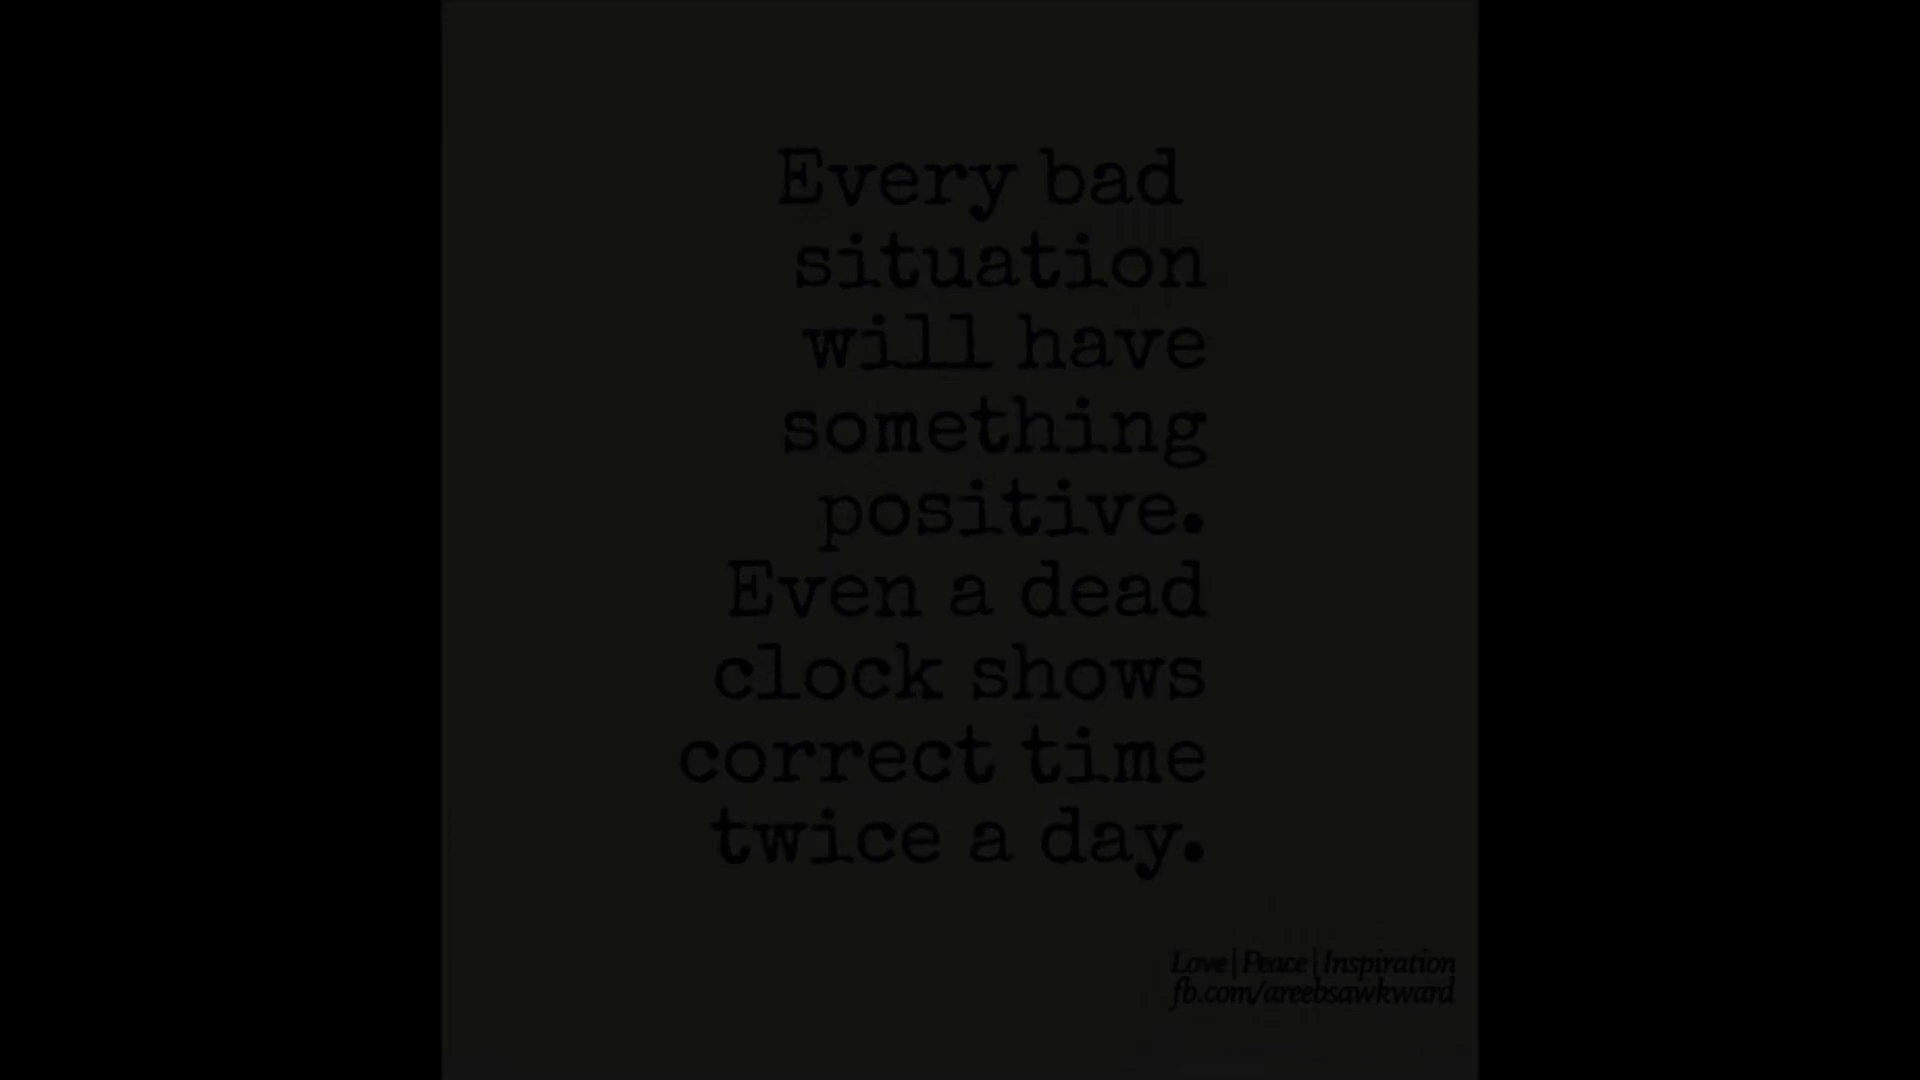 Every bad
situation
will have
something
positive.
Even a dead
clock shows
correct time
twice a day.
Love|Peace|Inspiration
fb.com/areebsawkward